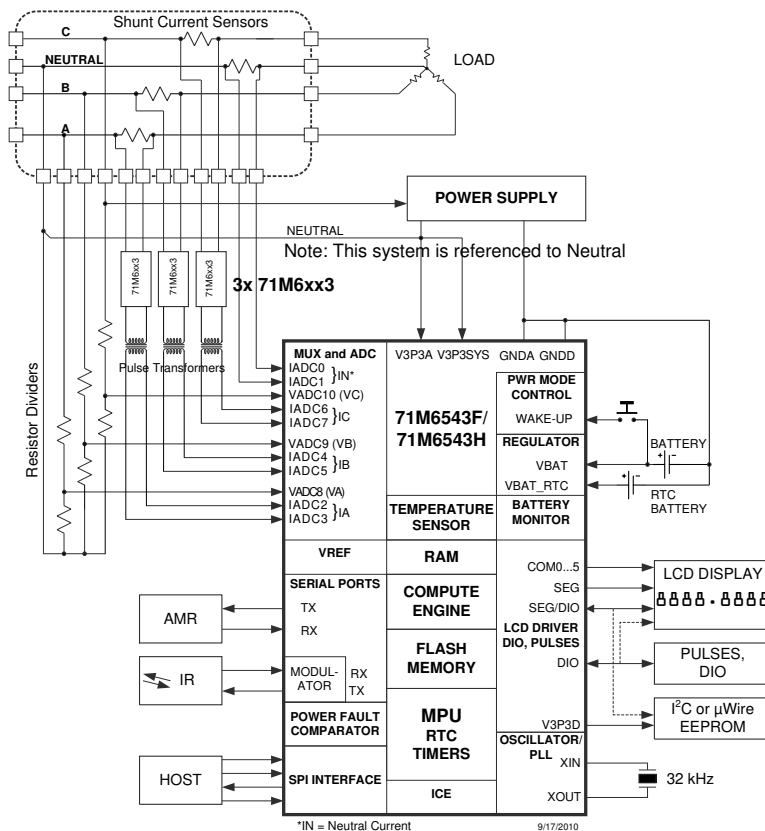 Shunt Current Sensors
C
NEUTRAL
B
A
LOAD
POWER SUPPLY
NEUTRAL
Note: This system is referenced to Neutral
71M6xx3
71M6xx3
71M6xx3
3x 71M6xx3
Pulse Transformers
Resistor Dividers
MUX and ADC
IADC0
IADC1
}IN*
VADC10 (VC)
IADC6
IADC7
}IC
VADC9 (VB)
IADC4
IADC5
}IB
VADC8 (VA)
IADC2
IADC3
}IA
V3P3A
V3P3SYS
GNDA
GNDD
71M6543F/
71M6543H
PWR MODE
CONTROL
WAKE-UP
REGULATOR
VBAT
VBAT_RTC
BATTERY
MONITOR
BATTERY
RTC
BATTERY
TEMPERATURE
SENSOR
VREF
RAM
SERIAL PORTS
TX
RX
COMPUTE
ENGINE
FLASH
MEMORY
COM0...5
SEG
SEG/DIO
LCD DRIVER
DIO, PULSES
DIO
LCD DISPLAY
8888.8888
PULSES,
DIO
I²C or µWire
EEPROM
AMR
IR
MODUL-
ATOR
RX
TX
POWER FAULT
COMPARATOR
MPU
RTC
TIMERS
V3P3D
OSCILLATOR/
PLL
XIN
XOUT
32 kHz
HOST
SPI INTERFACE
ICE
*IN = Neutral Current
9/17/2010